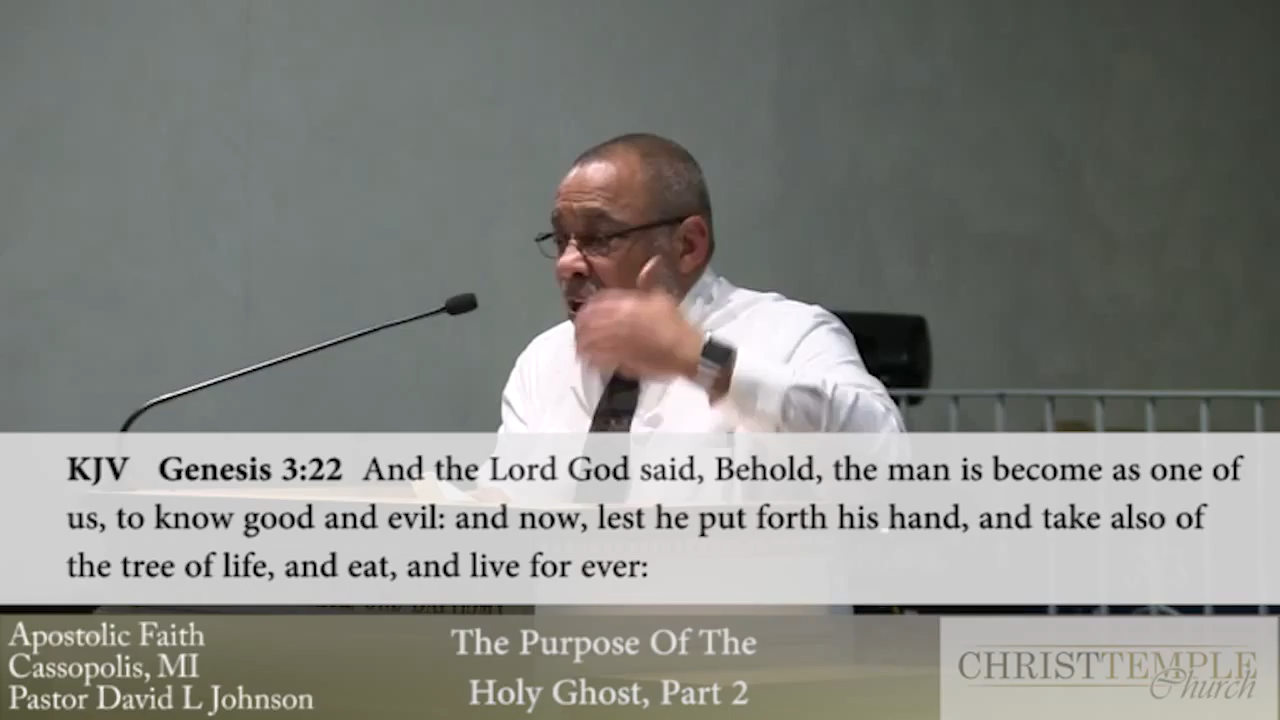 KJV Genesis 3:22 And the Lord God said, Behold, the man is become as one of
us, to know good and evil: and now, lest he put forth his hand, and take also of
the tree of life, and eat, and live for ever:
Apostolic Faith
Cassopolis, MI
Pastor David L Johnson
The Purpose Of The
Holy Ghost, Part 2
CHRISTTEMPLE
Church